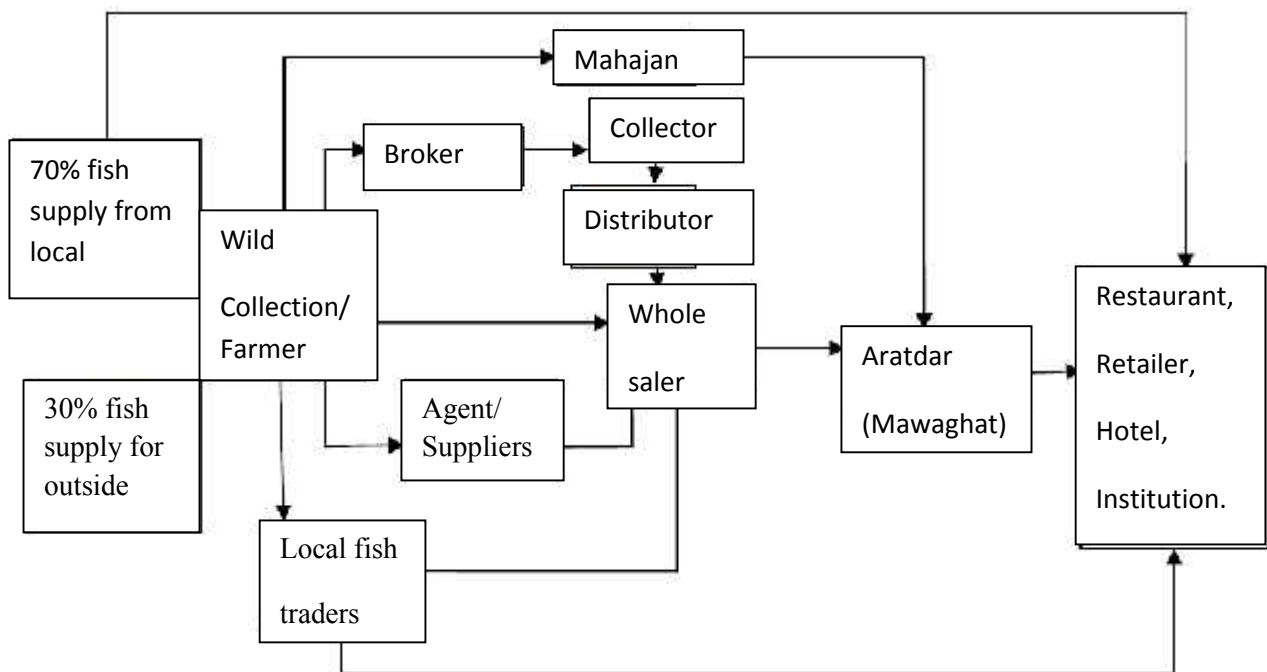 Mahajan
Collector
Broker
70% fish
supply from
local
Distributor
Wild
Collection/
Farmer
Whole
saler
Restaurant,
Retailer,
Hotel,
Institution.
Aratdar
(Mawaghat)
30% fish
supply for
outside
Agent/
Suppliers
Local fish
traders